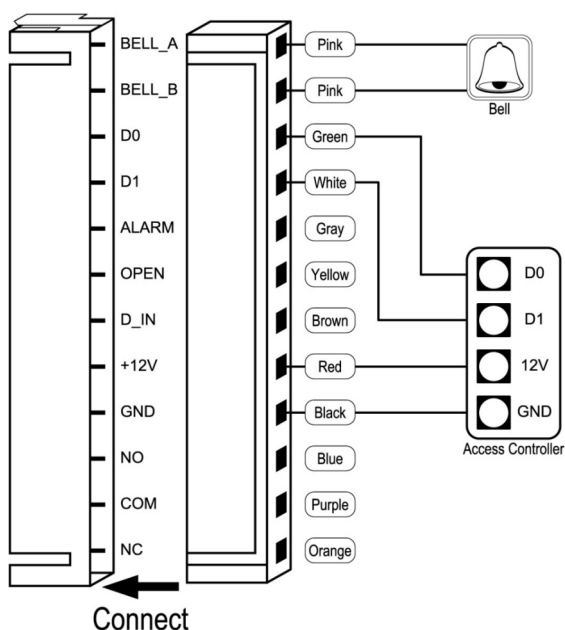 BELL_A
BELL_B
D0
D1
ALARM
OPEN
D_IN
+12V
GND
NO
COM
NC
Pink
Pink
Green
White
Gray
Yellow
Brown
Red
Black
Blue
Purple
Orange
Bell
D0
D1
12V
GND
Access Controller
Connect